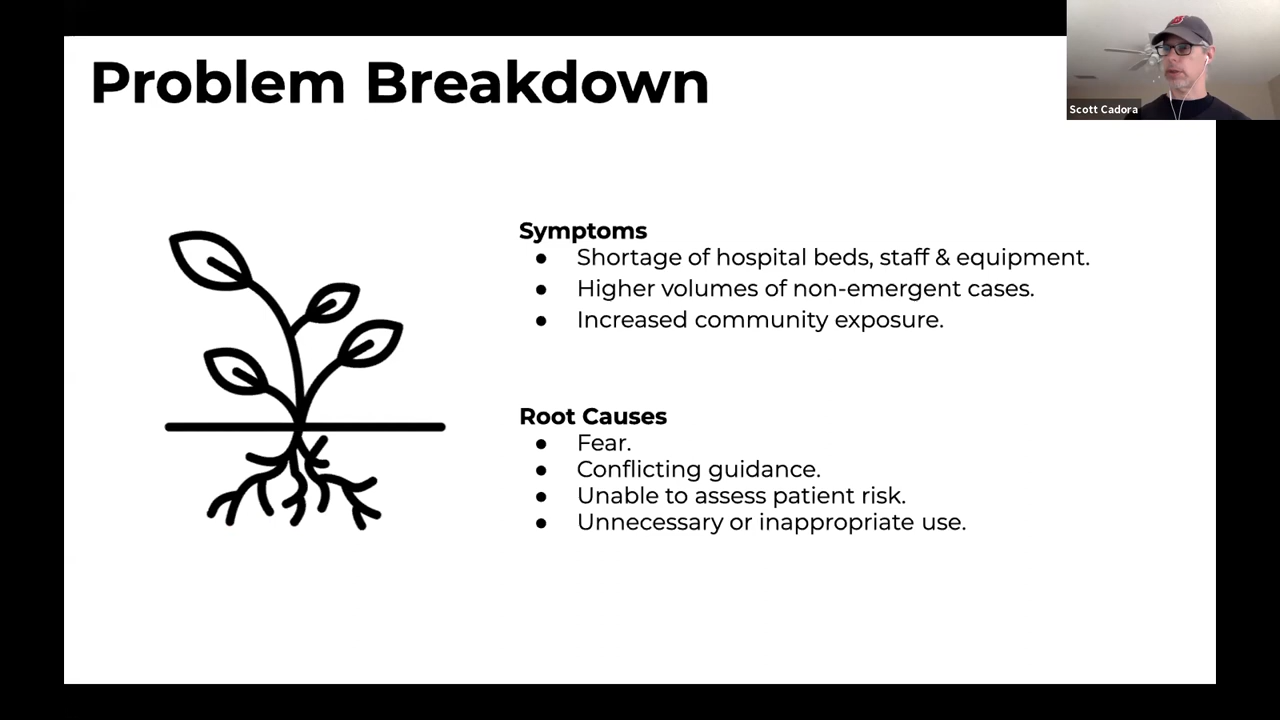 Problem Breakdown
Scott Cadora
Symptoms
● Shortage of hospital beds, staff & equipment.
● Higher volumes of non-emergent cases.
● Increased community exposure.
Root Causes
● Fear.
● Conflicting guidance.
● Unable to assess patient risk.
● Unnecessary or inappropriate use.